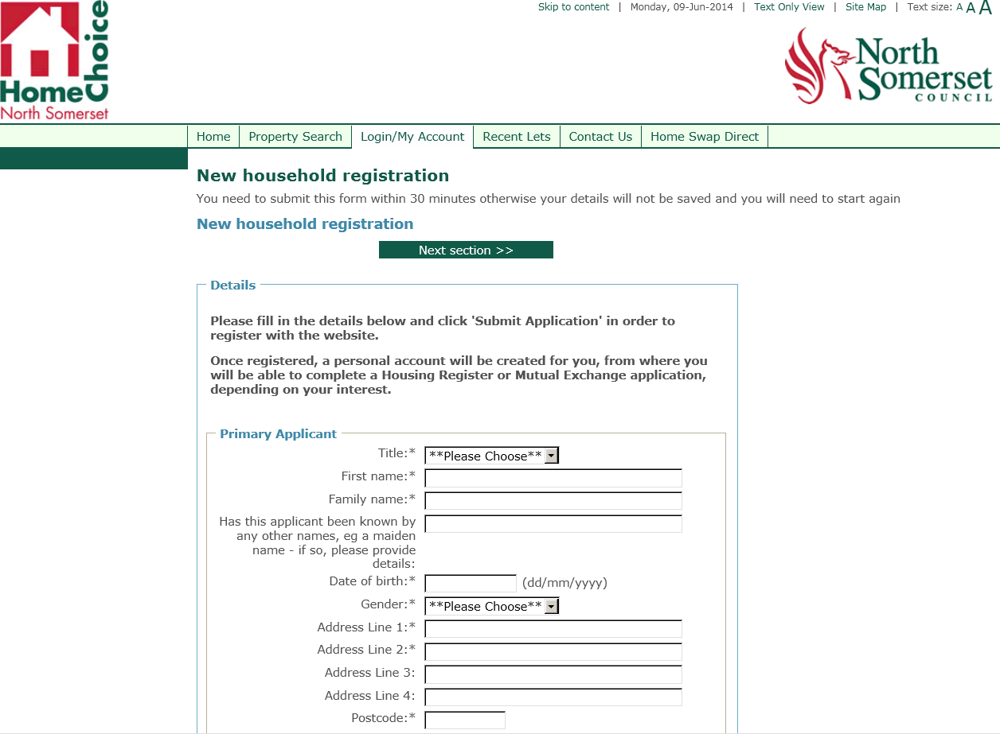 Skip to content | Monday, 09-Jun-2014 | Text Only View | Site Map | Text size: A A A
HomeChoice
North Somerset
North
Somerset
COUNCIL
Home Property Search Login/My Account Recent Lets Contact Us Home Swap Direct
New household registration
You need to submit this form within 30 minutes otherwise your details will not be saved and you will need to start again
New household registration
Next section >>
Details
Please fill in the details below and click 'Submit Application' in order to
register with the website.
Once registered, a personal account will be created for you, from where you
will be able to complete a Housing Register or Mutual Exchange application,
depending on your interest.
Primary Applicant
Title:* **Please Choose**
First name:*
Family name:*
Has this applicant been known by
any other names, eg a maiden
name - if so, please provide
details:
Date of birth:* (dd/mm/yyyy)
Gender:* **Please Choose**
Address Line 1:*
Address Line 2:*
Address Line 3:
Address Line 4:
Postcode:*